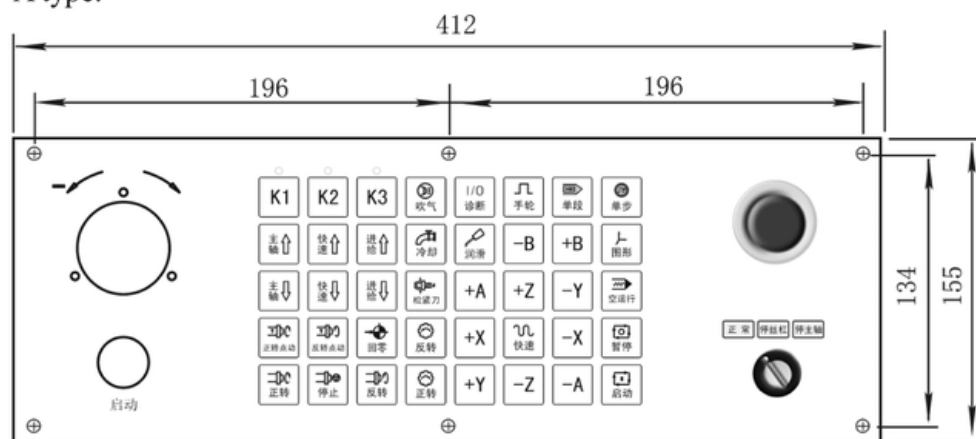 A type:
412
196 196
K1 K2 K3 吹气 I/O 诊断 手轮 单段 单步
主轴 快速 进给 冷却 润滑 -B +B 图形
主轴 快速 进给 松紧刀 +A +Z -Y 空运行
正转点动 反转点动 回零 反转 +X 快速 -X 暂停
正转 停止 反转 正转 +Y -Z -A 启动
正常 停丝杠 停主轴
启动
134
155